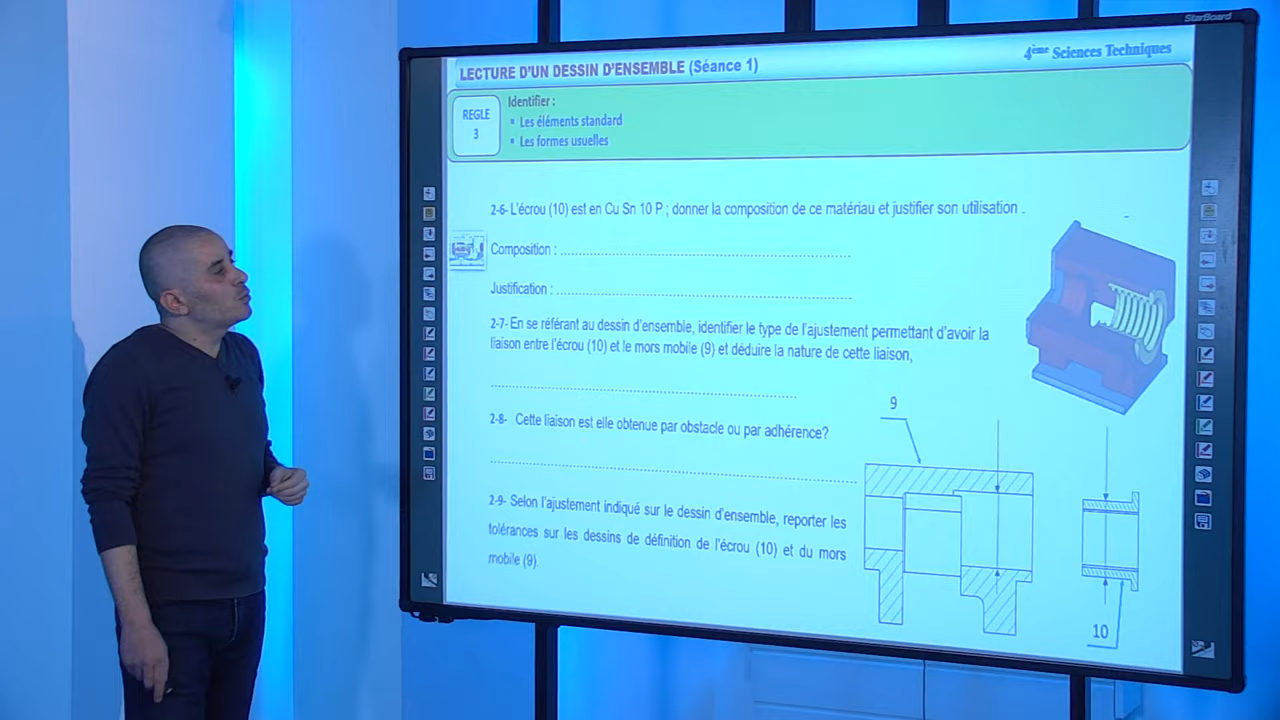 StarBoard
4ème Sciences Techniques
LECTURE D'UN DESSIN D'ENSEMBLE (Séance 1)
REGLE
3
Identifier :
▪ Les éléments standard
▪ Les formes usuelles
2-6- L'écrou (10) est en Cu Sn 10 P ; donner la composition de ce matériau et justifier son utilisation .
Composition : ........................................................................
Justification : ........................................................................
2-7- En se référant au dessin d'ensemble, identifier le type de l'ajustement permettant d'avoir la
liaison entre l'écrou (10) et le mors mobile (9) et déduire la nature de cette liaison,
........................................................................
2-8- Cette liaison est elle obtenue par obstacle ou par adhérence?
........................................................................
2-9- Selon l'ajustement indiqué sur le dessin d'ensemble, reporter les
tolérances sur les dessins de définition de l'écrou (10) et du mors
mobile (9).
9
10